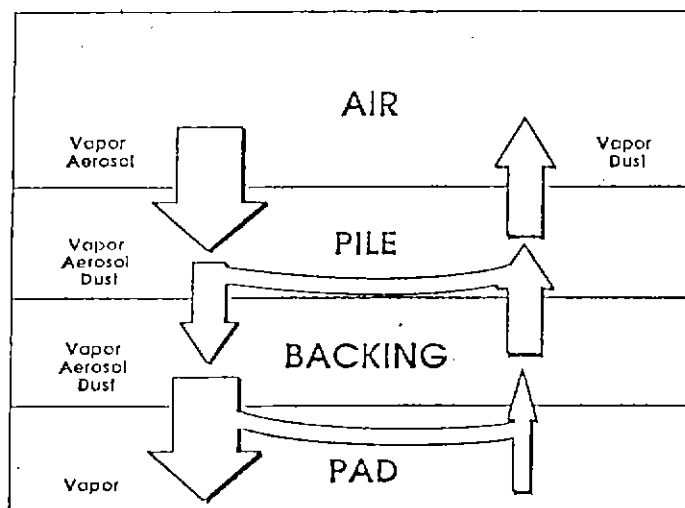 AIR
Vapor
Aerosol
Vapor
Dust
PILE
Vapor
Aerosol
Dust
BACKING
Vapor
Aerosol
Dust
PAD
Vapor